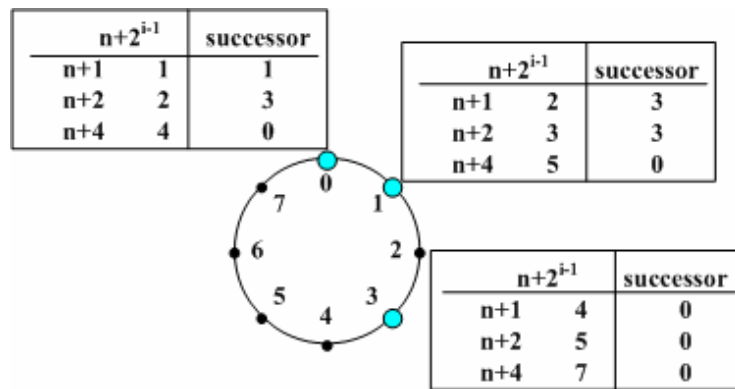 n+2^{i-1} successor
n+1 1 1
n+2 2 3
n+4 4 0
n+2^{i-1} successor
n+1 2 3
n+2 3 3
n+4 5 0
0
7
1
6
2
5
3
4
n+2^{i-1} successor
n+1 4 0
n+2 5 0
n+4 7 0